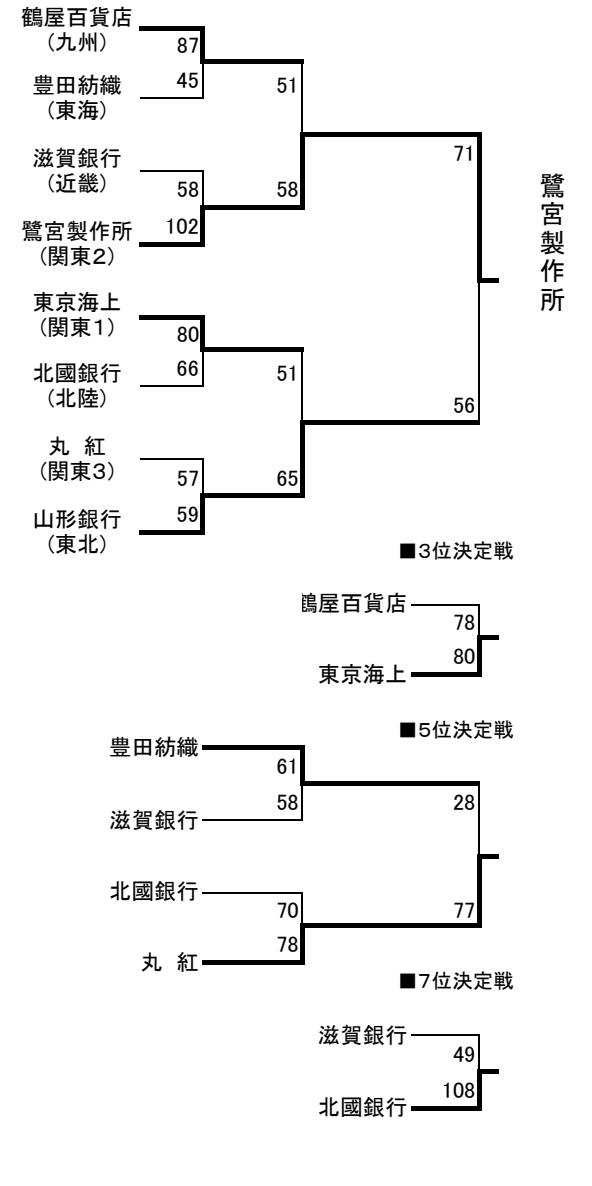 鶴屋百貨店
（九州）
87
45
豊田紡織
（東海）
51
滋賀銀行
（近畿）
58
58
102
鷺宮製作所
（関東２）
71
鷺宮製作所
東京海上
（関東１）
80
66
北國銀行
（北陸）
51
56
丸　紅
（関東３）
57
59
65
山形銀行
（東北）
■３位決定戦
鶴屋百貨店
78
80
東京海上
■５位決定戦
豊田紡織
61
58
滋賀銀行
28
北國銀行
70
78
丸　紅
77
■７位決定戦
滋賀銀行
49
108
北國銀行